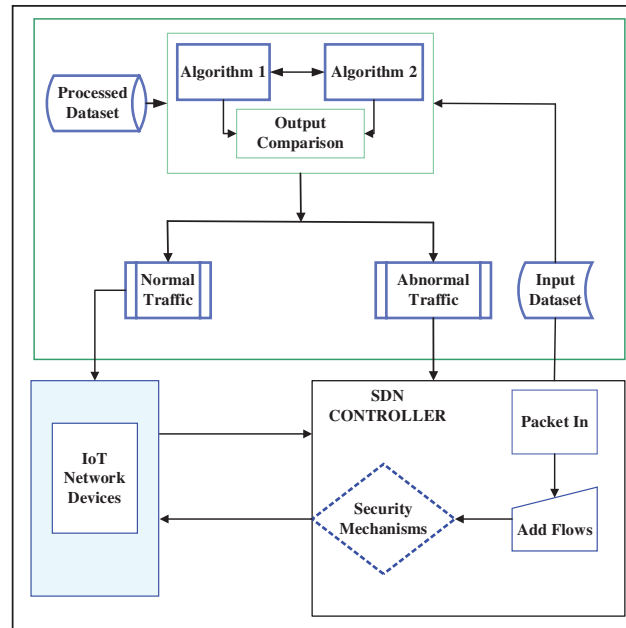 Algorithm 1
Algorithm 2
Processed
Dataset
Output
Comparison
Normal
Traffic
Abnormal
Traffic
Input
Dataset
SDN
CONTROLLER
Packet In
IoT
Network
Devices
Security
Mechanisms
Add Flows